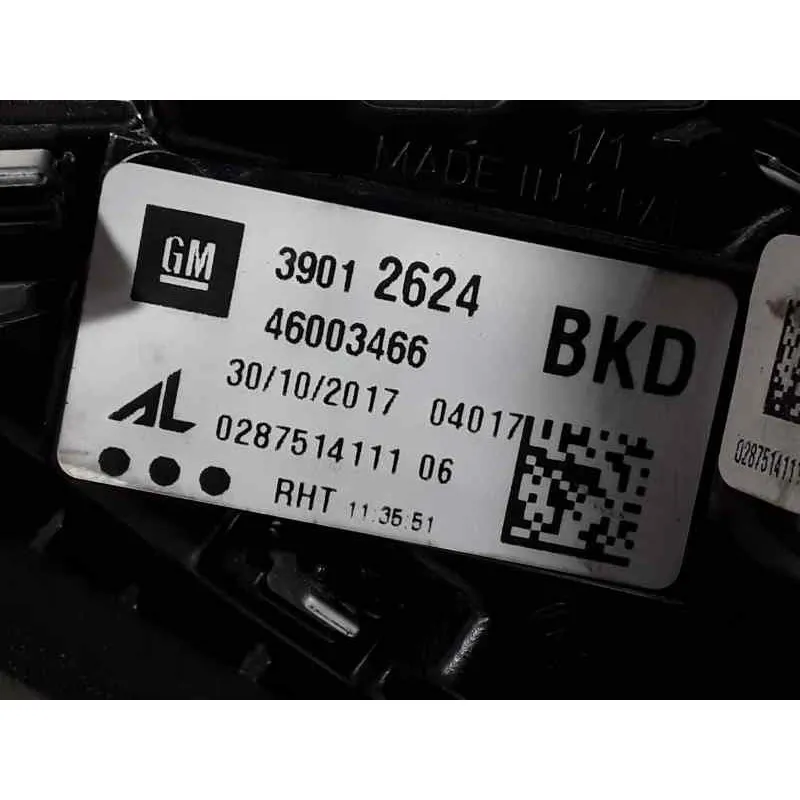 1/1
MADE IN
GM
3901 2624
46003466
BKD
30/10/2017 04017
AL
0287514111 06
RHT 11:35:51
0287514111